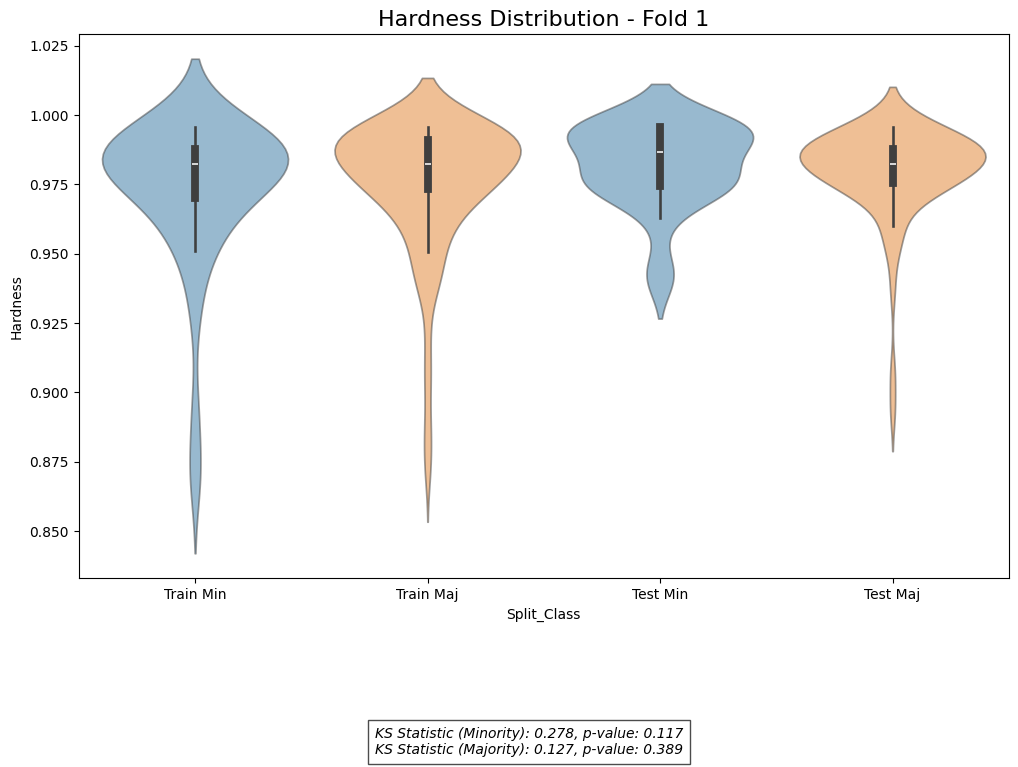 Hardness Distribution - Fold 1
Hardness
1.025
1.000
0.975
0.950
0.925
0.900
0.875
0.850
Train Min
Train Maj
Test Min
Test Maj
Split_Class
KS Statistic (Minority): 0.278, p-value: 0.117
KS Statistic (Majority): 0.127, p-value: 0.389